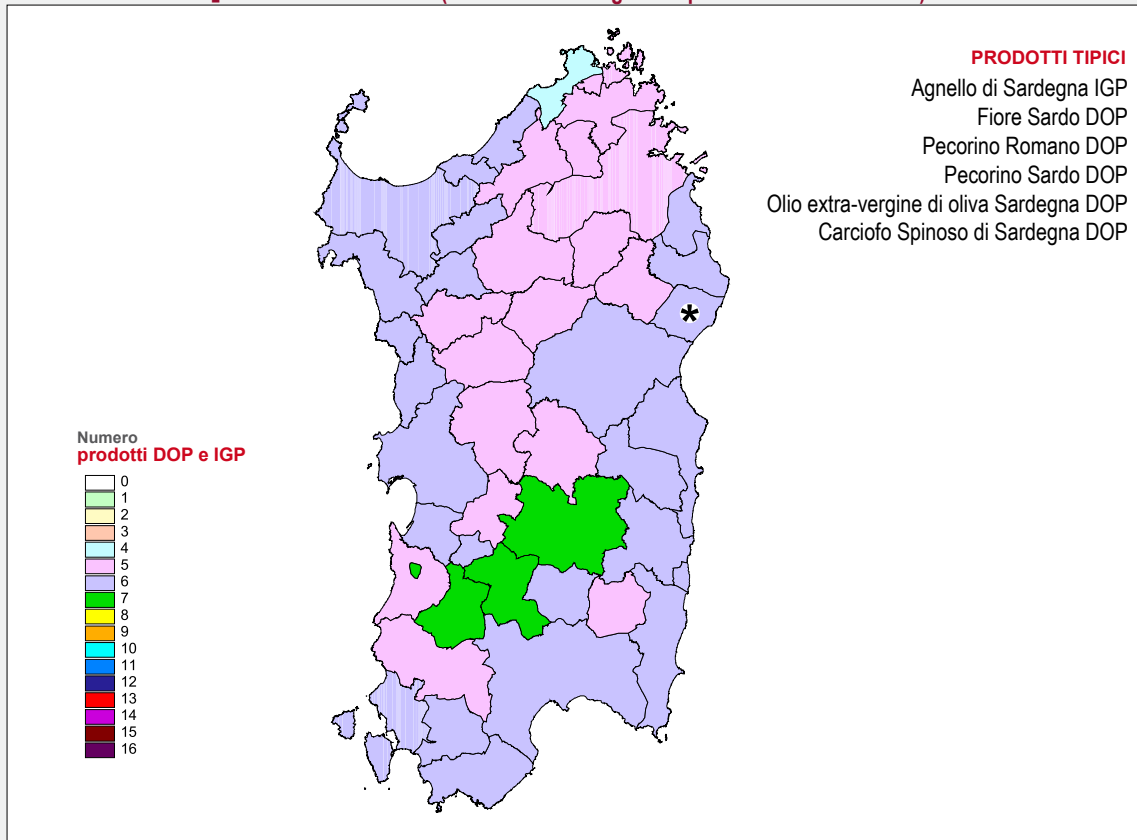 PRODOTTI TIPICI
Agnello di Sardegna IGP
Fiore Sardo DOP
Pecorino Romano DOP
Pecorino Sardo DOP
Olio extra-vergine di oliva Sardegna DOP
Carciofo Spinoso di Sardegna DOP
*
Numero
prodotti DOP e IGP
0
1
2
3
4
5
6
7
8
9
10
11
12
13
14
15
16